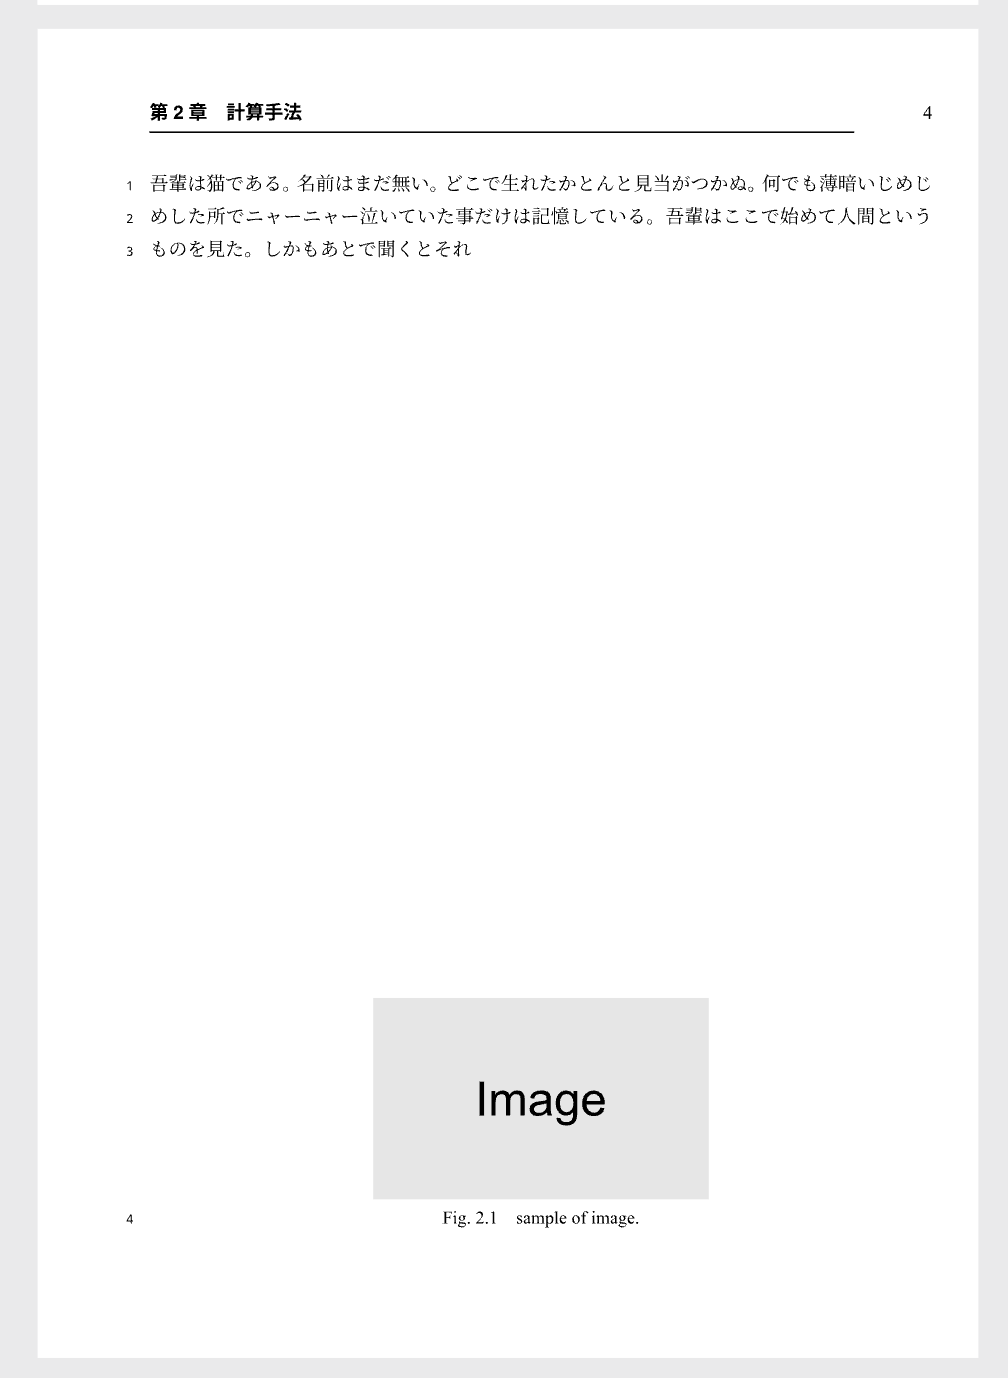 第 2 章　計算手法
4
1 吾輩は猫である。名前はまだ無い。どこで生れたかとんと見当がつかぬ。何でも薄暗いじめじ
2 めした所でニャーニャー泣いていた事だけは記憶している。吾輩はここで始めて人間という
3 ものを見た。しかもあとで聞くとそれ
Image
4 Fig. 2.1　sample of image.